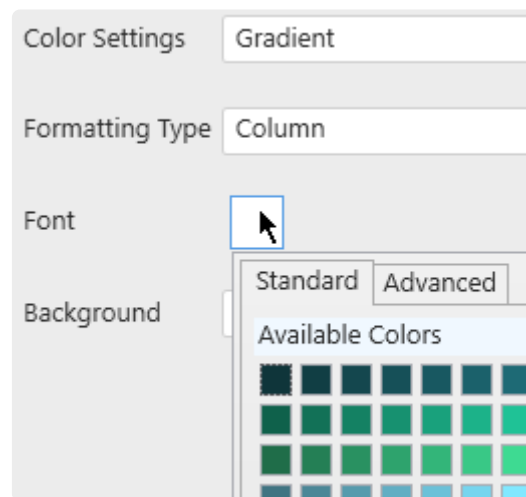 Color Settings Gradient
Formatting Type Column
Font
Standard Advanced
Background
Available Colors